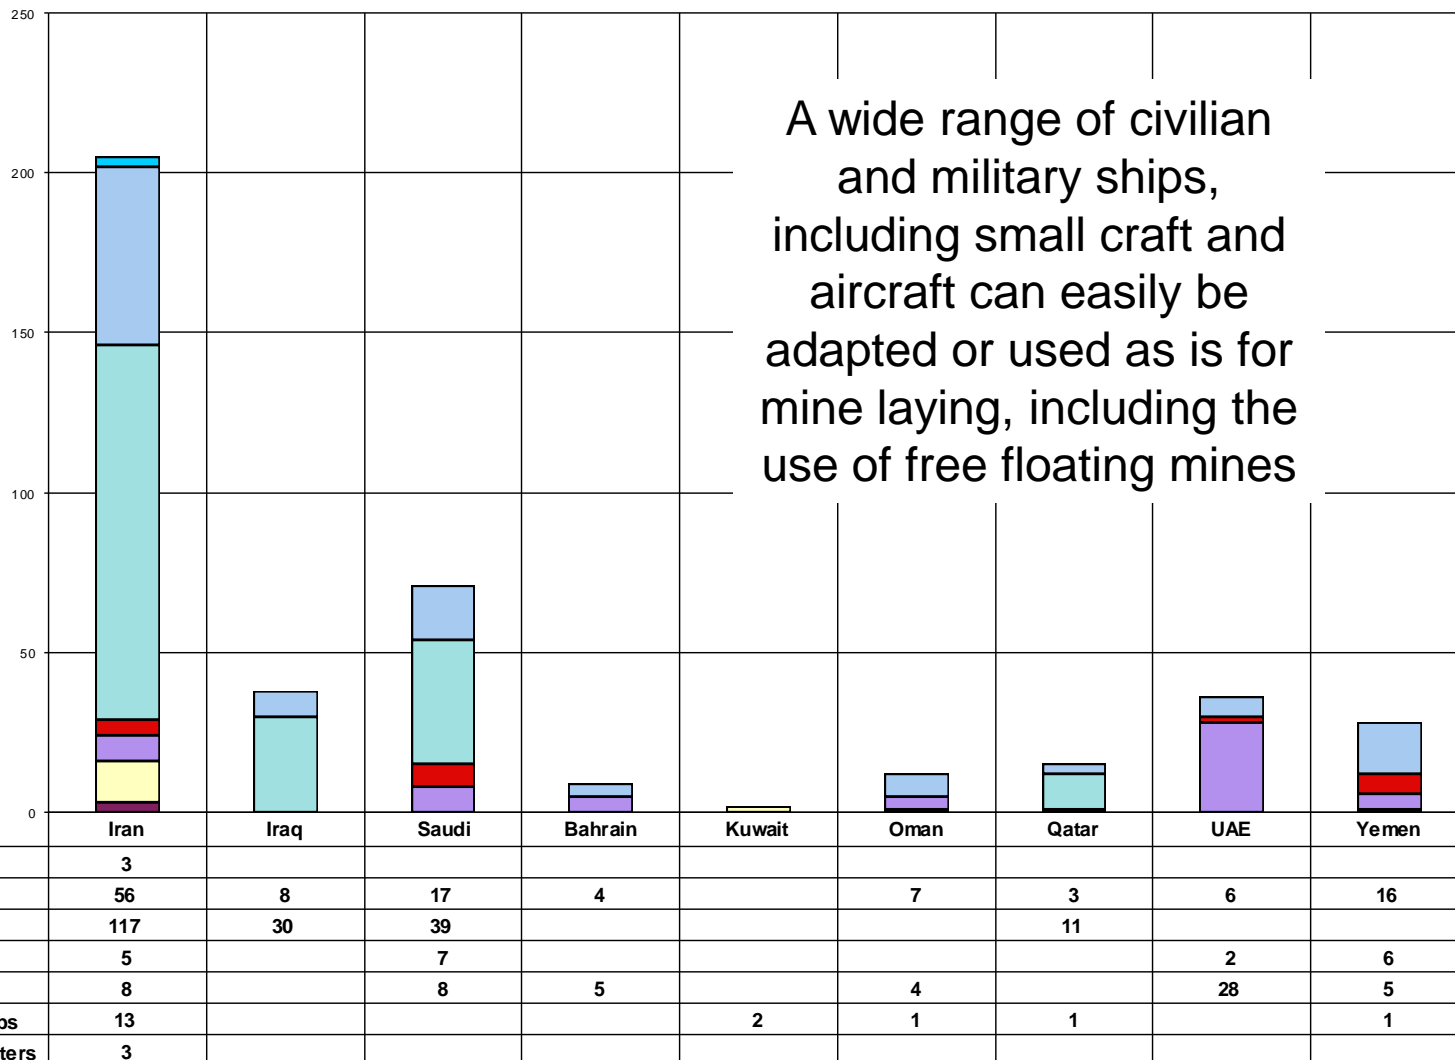 250
A wide range of civilian
and military ships,
200
including small craft and
aircraft can easily be
150
adapted or used as is for
mine laying, including the
use of free floating mines
100
50
0
Iran Iraq Saudi Bahrain Kuwait Oman Qatar UAE Yemen
3
56 8 17 4 7 3 6 16
117 30 39 11
5 7 2 6
8 8 5 4 28 5
13 2 1 1 1
3